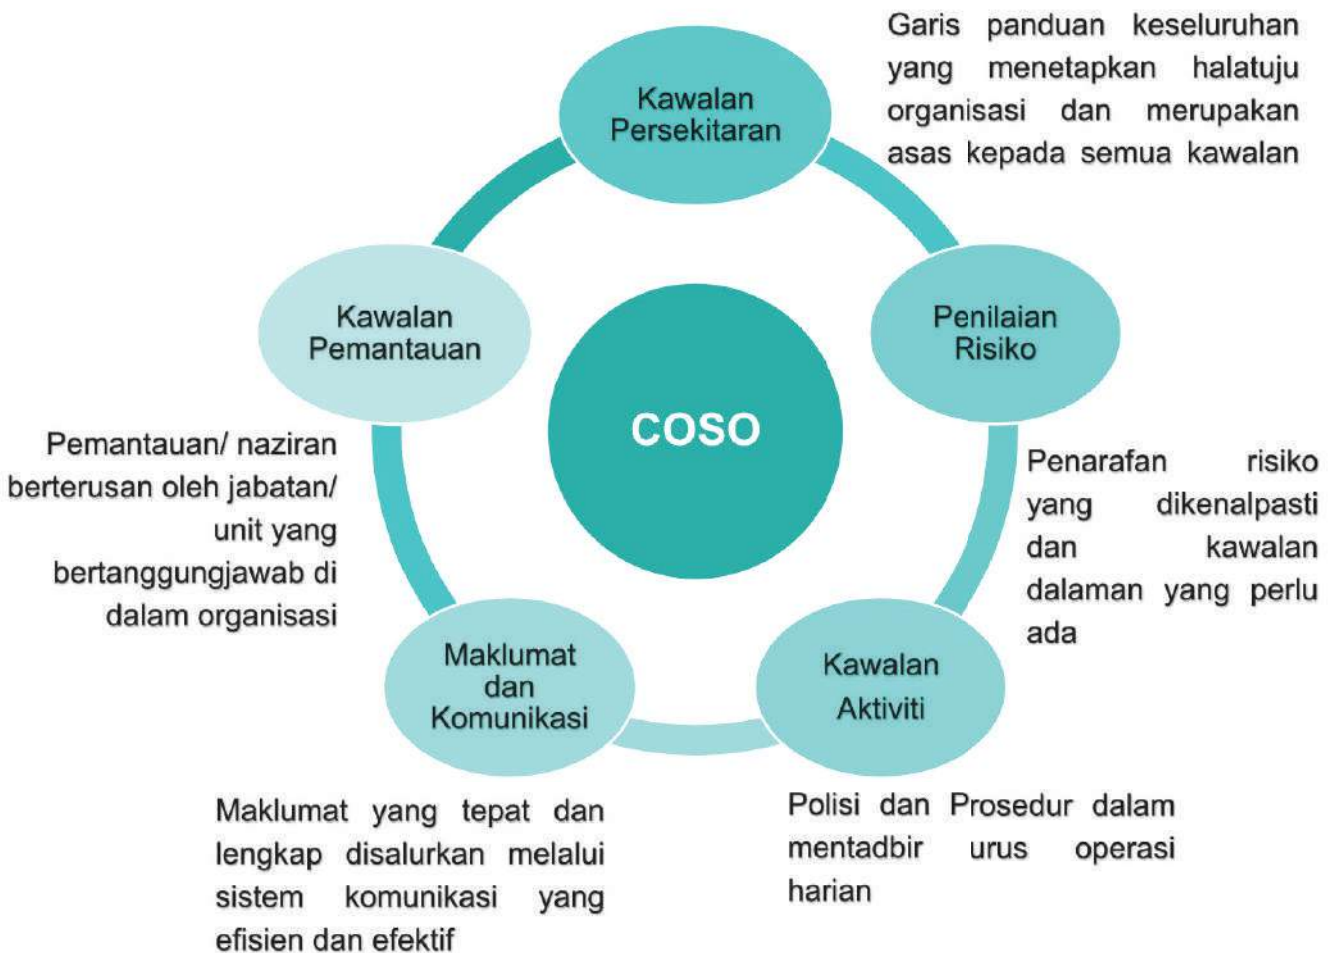 Garis panduan keseluruhan
yang menetapkan halatuju
organisasi dan merupakan
asas kepada semua kawalan
Kawalan
Persekitaran
Penilaian
Risiko
Penarafan risiko
yang dikenalpasti
dan kawalan
dalaman yang perlu
ada
Kawalan
Aktiviti
Polisi dan Prosedur dalam
mentadbir urus operasi
harian
Maklumat
dan
Komunikasi
Maklumat yang tepat dan
lengkap disalurkan melalui
sistem komunikasi yang
efisien dan efektif
Kawalan
Pemantauan
Pemantauan/ naziran
berterusan oleh jabatan/
unit yang
bertanggungjawab di
dalam organisasi
COSO